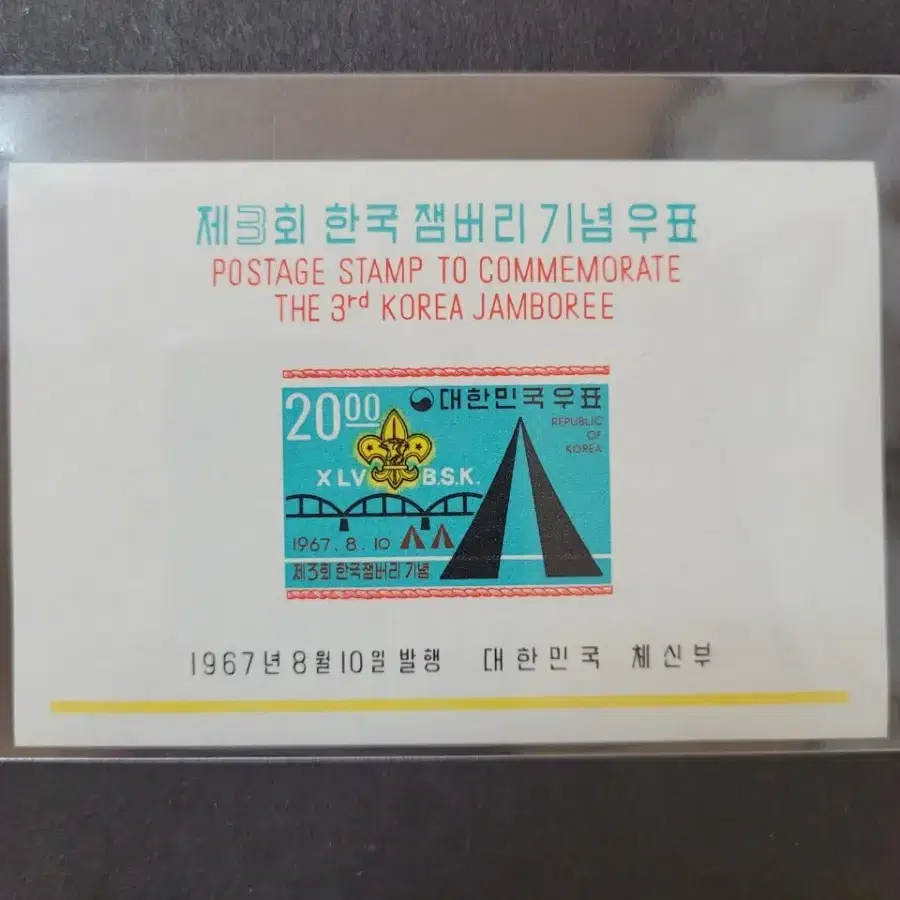 제3회 한국 잼버리 기념 우표
POSTAGE STAMP TO COMMEMORATE
THE 3rd KOREA JAMBOREE
2000 대한민국우표
REPUBLIC
OF
KOREA
XLV B.S.K.
1967. 8. 10
제3회 한국잼버리 기념
1967년 8월 10일 발행 대한민국 체신부